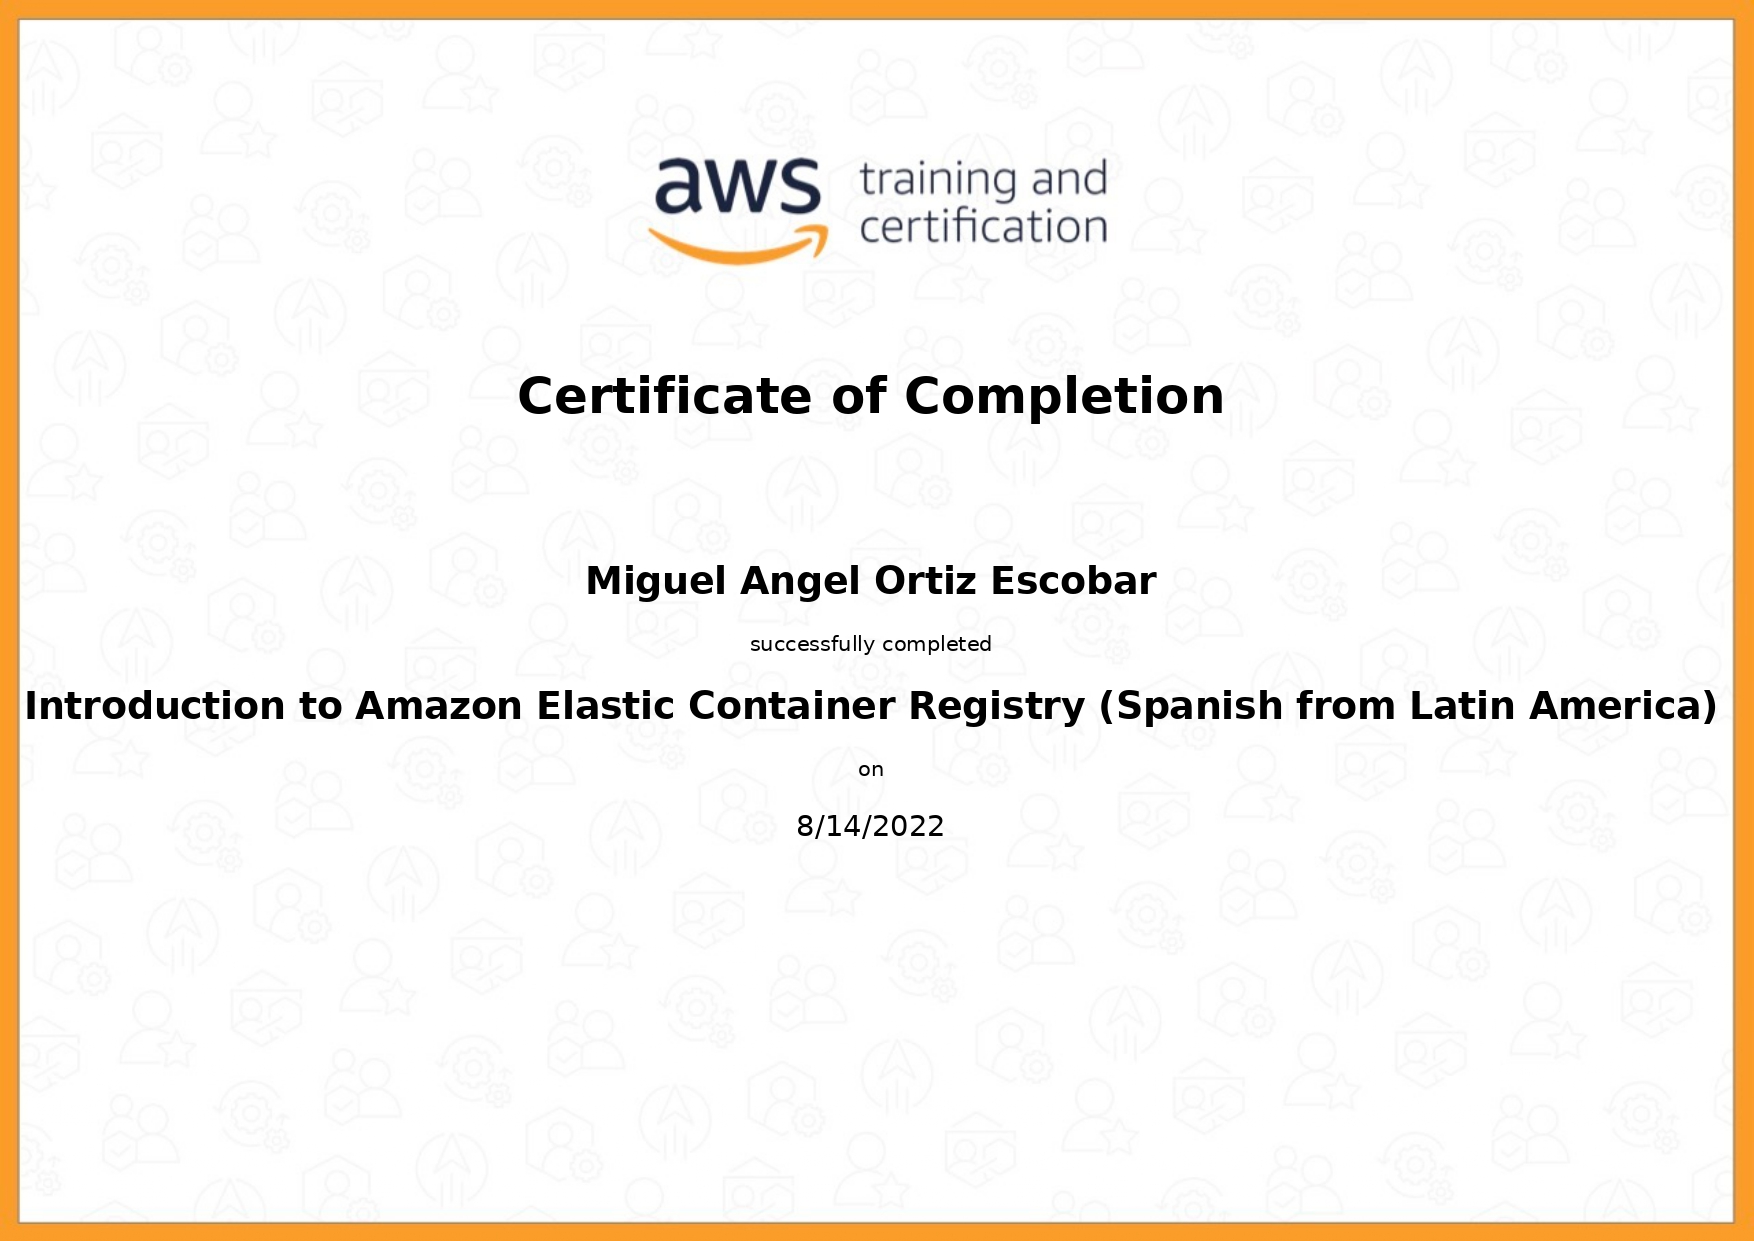 aws training and
certification
Certificate of Completion
Miguel Angel Ortiz Escobar
successfully completed
Introduction to Amazon Elastic Container Registry (Spanish from Latin America)
on
8/14/2022